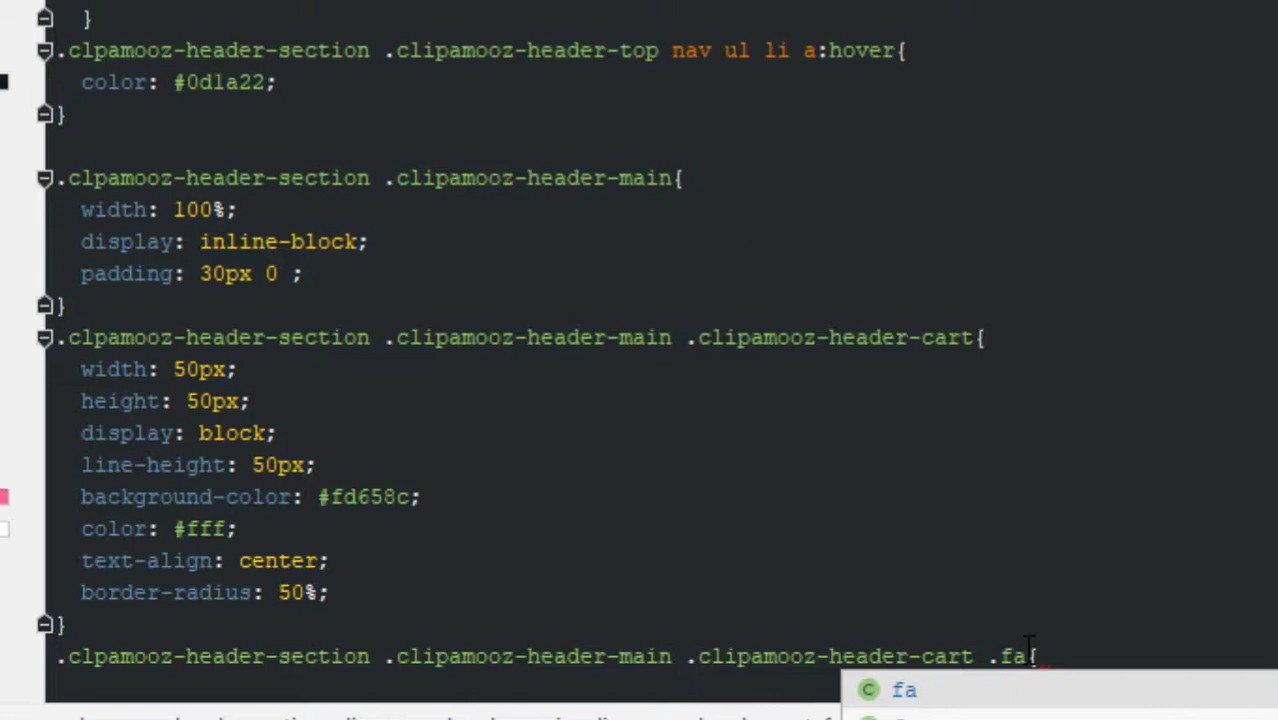 }
.clpamooz-header-section .clipamooz-header-top nav ul li a:hover{
color: #0d1a22;
}
.clpamooz-header-section .clipamooz-header-main{
width: 100%;
display: inline-block;
padding: 30px 0 ;
}
.clpamooz-header-section .clipamooz-header-main .clipamooz-header-cart{
width: 50px;
height: 50px;
display: block;
line-height: 50px;
background-color: #fd658c;
color: #fff;
text-align: center;
border-radius: 50%;
}
.clpamooz-header-section .clipamooz-header-main .clipamooz-header-cart .fa{
fa